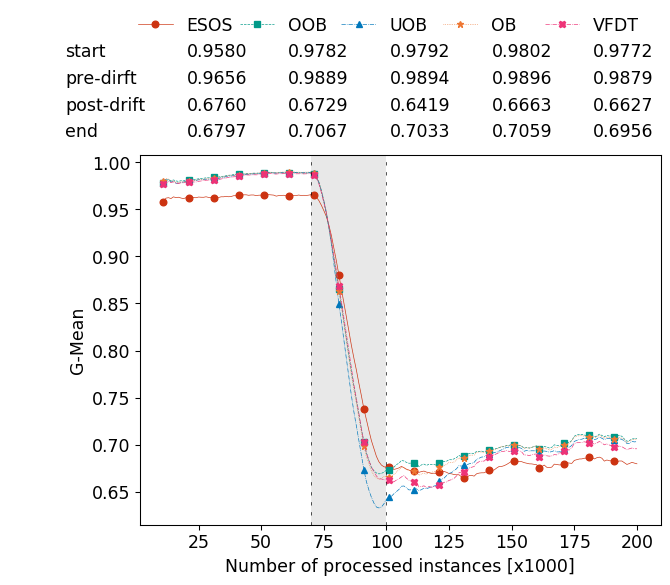 ESOS OOB UOB OB VFDT
start 0.9580 0.9782 0.9792 0.9802 0.9772
pre-dirft 0.9656 0.9889 0.9894 0.9896 0.9879
post-drift 0.6760 0.6729 0.6419 0.6663 0.6627
end 0.6797 0.7067 0.7033 0.7059 0.6956
1.00
0.95
0.90
0.85
0.80
0.75
0.70
0.65
G-Mean
25 50 75 100 125 150 175 200
Number of processed instances [x1000]